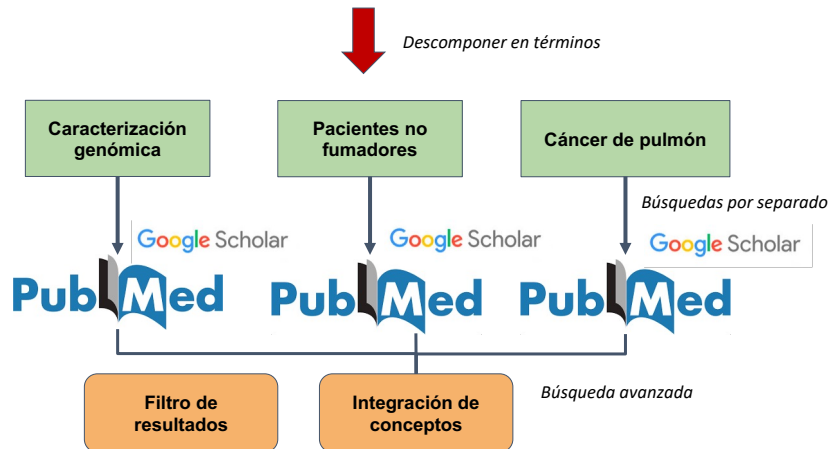 Descomponer en términos
Caracterización
genómica
Pacientes no
fumadores
Cáncer de pulmón
Búsquedas por separado
Google Scholar
Google Scholar
Google Scholar
PubMed
PubMed
PubMed
Búsqueda avanzada
Filtro de
resultados
Integración de
conceptos